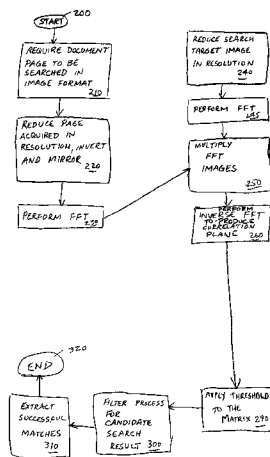 START
200
REQUIRE DOCUMENT
PAGE TO BE
SEARCHED IN
IMAGE FORMAT
210
REDUCE PAGE
ACQUIRED IN
RESOLUTION, INVERT
AND MIRROR
220
PERFORM FFT
230
REDUCE SEARCH
TARGET IMAGE
IN RESOLUTION
240
PERFORM FFT
245
MULTIPLY
FFT
IMAGES
250
PERFORM
INVERSE FFT
TO PRODUCE
CORRELATION
PLANE
260
APPLY THRESHOLD
TO THE
MATRIX 290
FILTER PROCESS
FOR
CANDIDATE
SEARCH
RESULT 300
EXTRACT
SUCCESSFUL
MATCHES
310
END
320